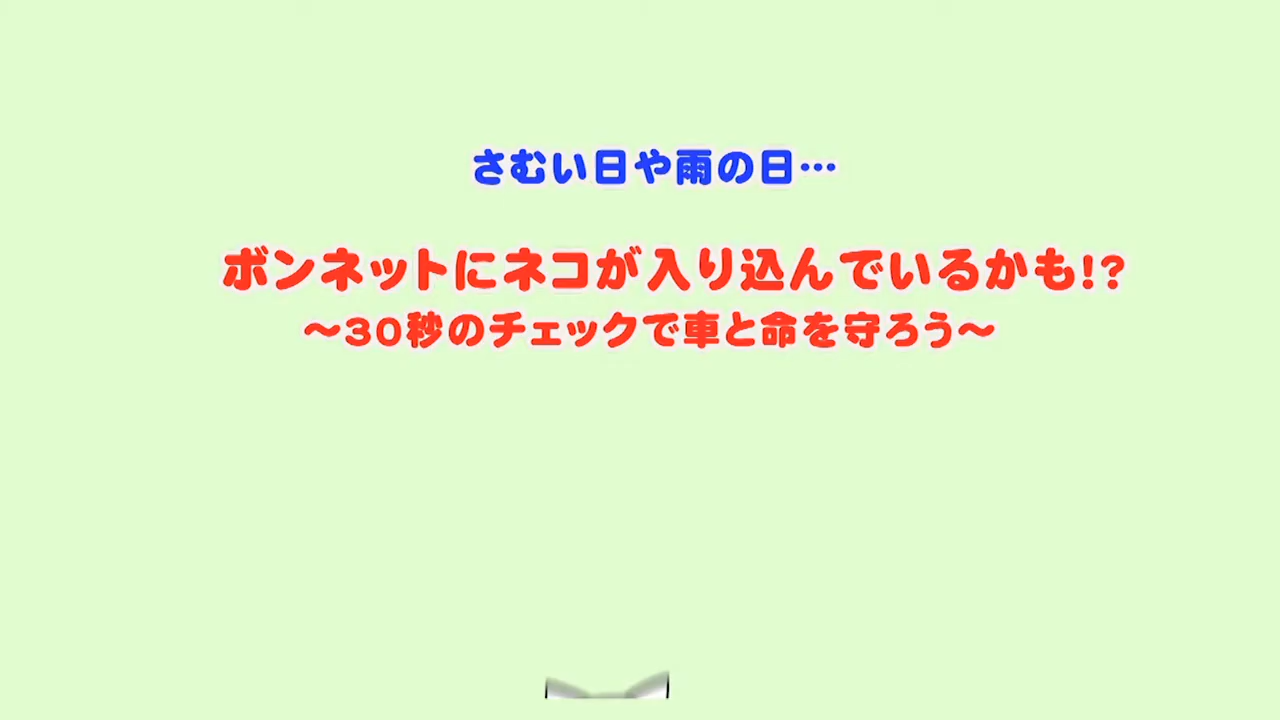 さむい日や雨の日…
ボンネットにネコが入り込んでいるかも!?
～30秒のチェックで車と命を守ろう～